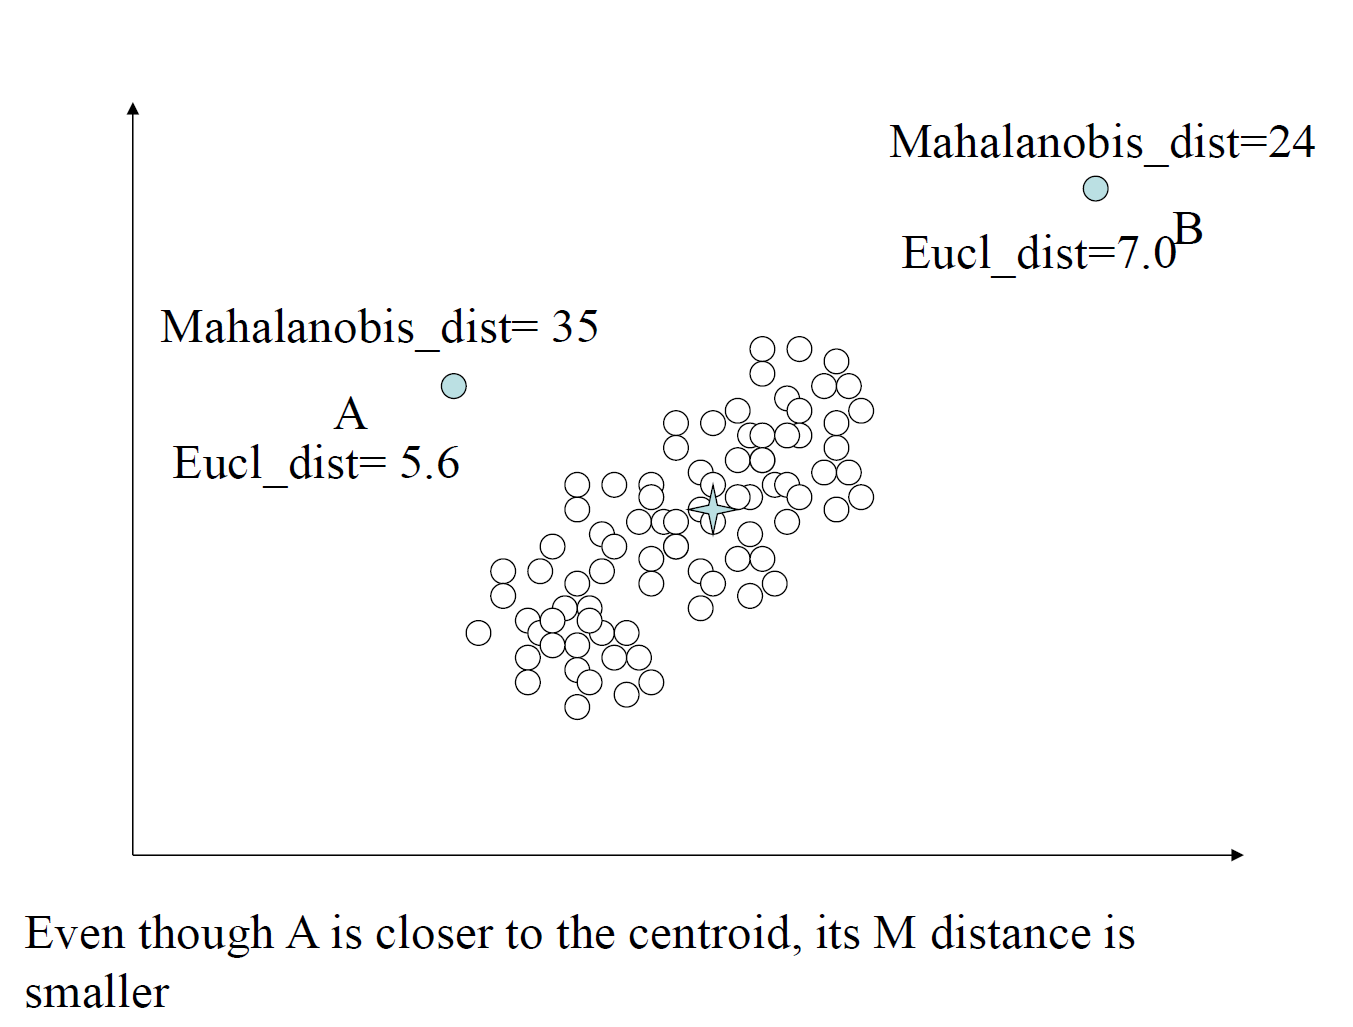 Mahalanobis_dist=24
B
Eucl_dist=7.0
Mahalanobis_dist= 35
A
Eucl_dist= 5.6
Even though A is closer to the centroid, its M distance is
smaller